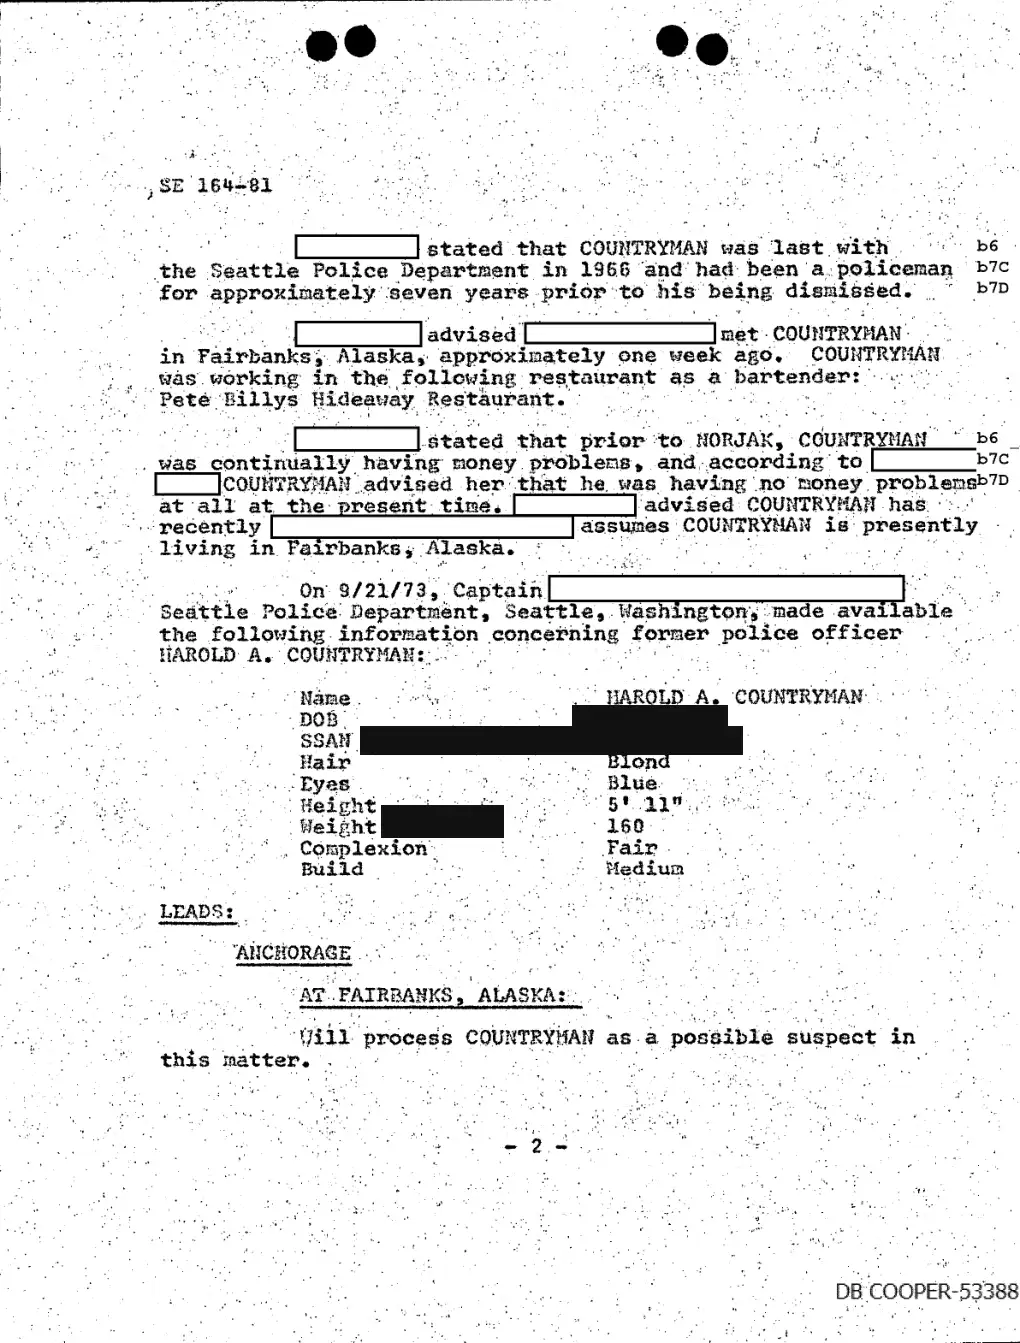 SE 164-81
stated that COUNTRYMAN was last with b6
the Seattle Police Department in 1966 and had been a policeman b7C
for approximately seven years prior to his being dismissed. b7D
advised met COUNTRYMAN
in Fairbanks, Alaska, approximately one week ago. COUNTRYMAN
was working in the following restaurant as a bartender:
Pete Billys Hideaway Restaurant.
stated that prior to NORJAK, COUNTRYMAN b6
was continually having money problems, and according to b7C
COUNTRYMAN advised her that he was having no money problems b7D
at all at the present time. advised COUNTRYMAN has
recently assumes COUNTRYMAN is presently
living in Fairbanks, Alaska.
On 9/21/73, Captain
Seattle Police Department, Seattle, Washington, made available
the following information concerning former police officer
HAROLD A. COUNTRYMAN:
Name HAROLD A. COUNTRYMAN
DOB
SSAN
Hair Blond
Eyes Blue
Height 5' 11"
Weight 160
Complexion Fair
Build Medium
LEADS:
ANCHORAGE
AT FAIRBANKS, ALASKA:
Will process COUNTRYMAN as a possible suspect in
this matter.
- 2 -
DB COOPER-53388